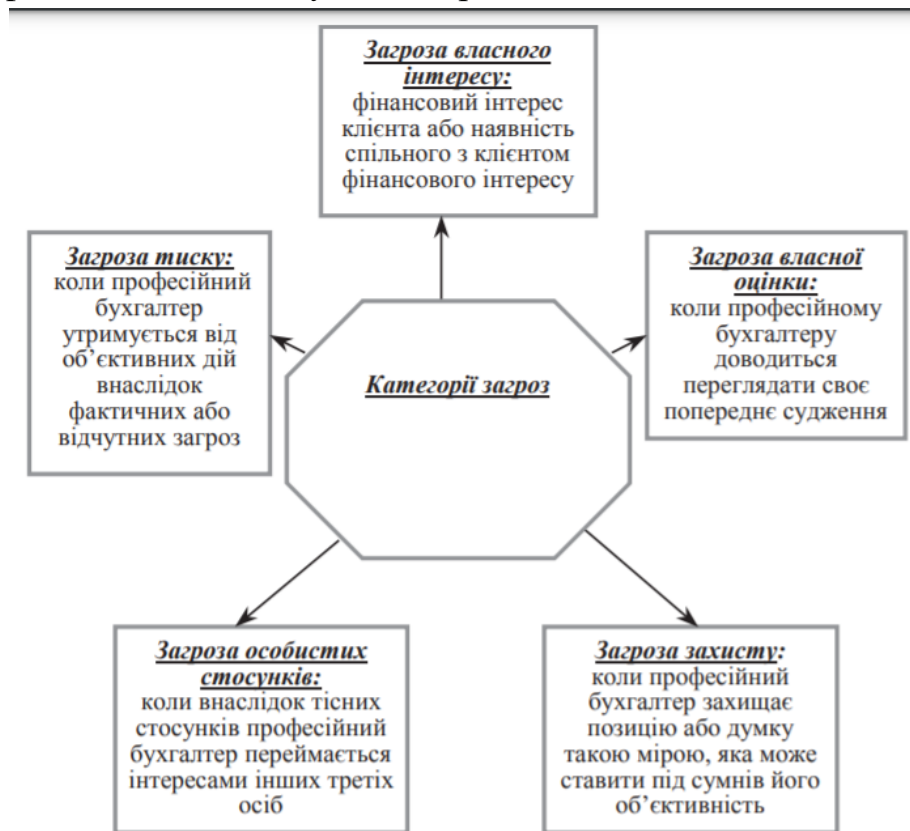 Загроза власного
інтересу:
фінансовий інтерес
клієнта або наявність
спільного з клієнтом
фінансового інтересу
Загроза тиску:
коли професійний
бухгалтер
утримується від
об’єктивних дій
внаслідок
фактичних або
відчутних загроз
Категорії загроз
Загроза власної
оцінки:
коли професійному
бухгалтеру
доводиться
переглядати своє
попереднє судження
Загроза особистих
стосунків:
коли внаслідок тісних
стосунків професійний
бухгалтер переймається
інтересами інших третіх
осіб
Загроза захисту:
коли професійний
бухгалтер захищає
позицію або думку
такою мірою, яка може
ставити під сумнів його
об’єктивність